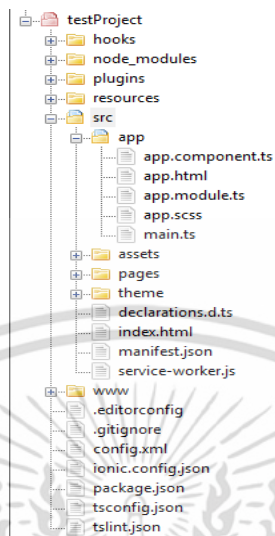 testProject
hooks
node_modules
plugins
resources
src
app
app.component.ts
app.html
app.module.ts
app.scss
main.ts
assets
pages
theme
declarations.d.ts
index.html
manifest.json
service-worker.js
www
.editorconfig
.gitignore
config.xml
ionic.config.json
package.json
tsconfig.json
tslint.json